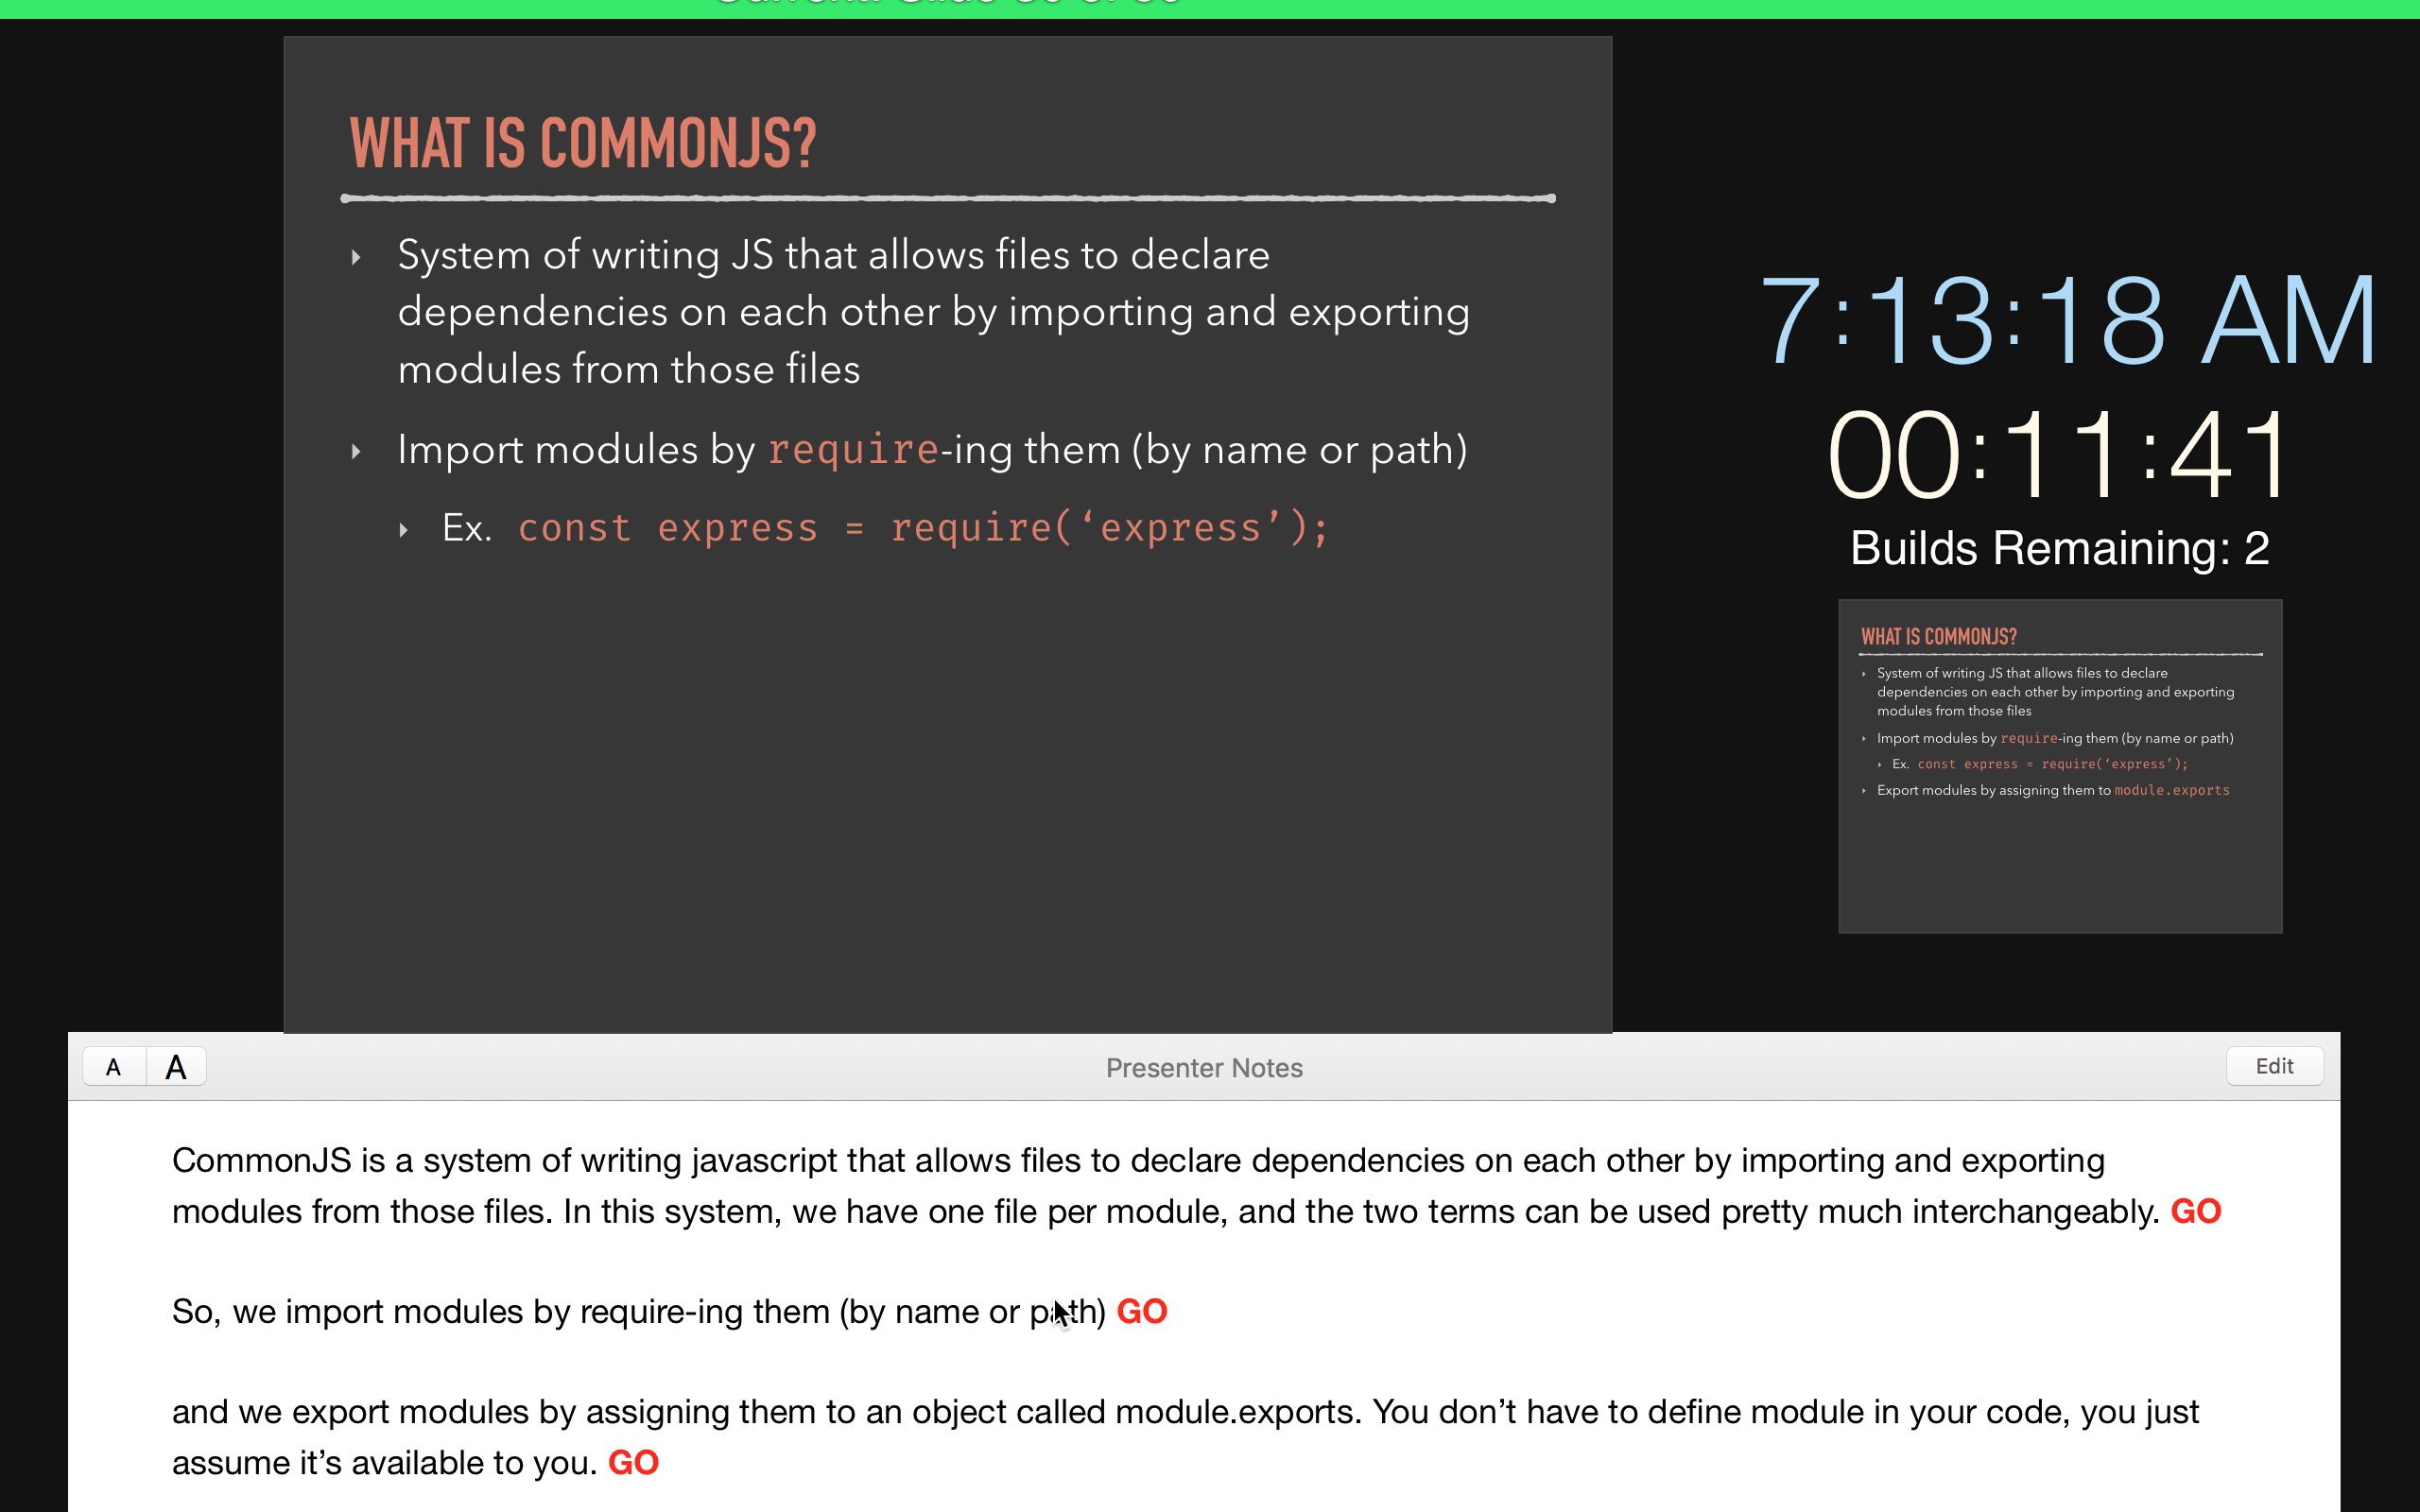 WHAT IS COMMONJS?
System of writing JS that allows files to declare
dependencies on each other by importing and exporting
modules from those files
Import modules by require-ing them (by name or path)
Ex. const express = require(‘express’);
7:13:18 AM
00:11:41
Builds Remaining: 2
WHAT IS COMMONJS?
System of writing JS that allows files to declare
dependencies on each other by importing and exporting
modules from those files
Import modules by require-ing them (by name or path)
Ex. const express = require(‘express’);
Export modules by assigning them to module.exports
A A Presenter Notes Edit
CommonJS is a system of writing javascript that allows files to declare dependencies on each other by importing and exporting
modules from those files. In this system, we have one file per module, and the two terms can be used pretty much interchangeably. GO
So, we import modules by require-ing them (by name or path) GO
and we export modules by assigning them to an object called module.exports. You don’t have to define module in your code, you just
assume it’s available to you. GO